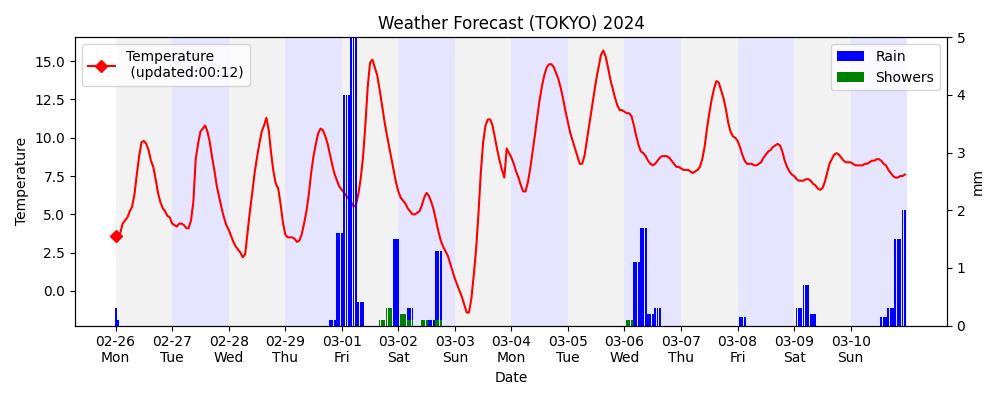 Weather Forecast (TOKYO) 2024
Temperature
(updated:00:12)
Rain
Showers
Temperature
15.0
12.5
10.0
7.5
5.0
2.5
0.0
5
4
3
2
1
0
mm
02-26 02-27 02-28 02-29 03-01 03-02 03-03 03-04 03-05 03-06 03-07 03-08 03-09 03-10
Mon Tue Wed Thu Fri Sat Sun Mon Tue Wed Thu Fri Sat Sun
Date